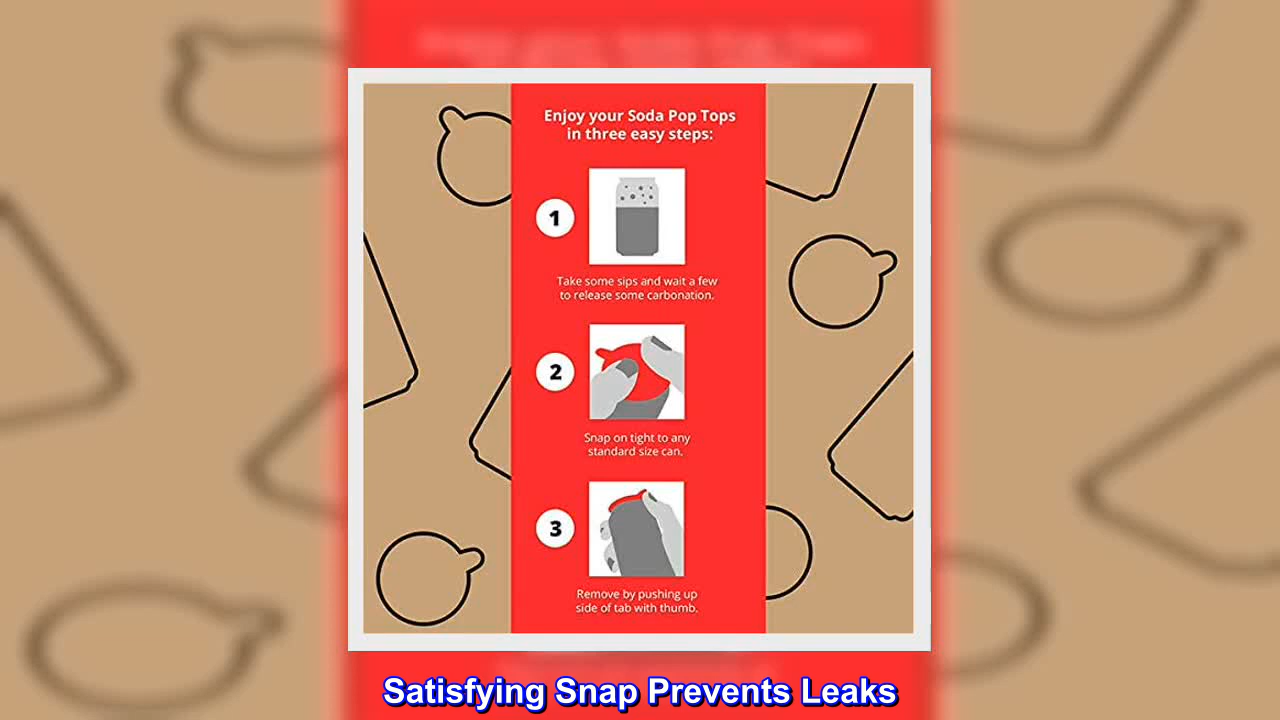 Enjoy your Soda Pop Tops
in three easy steps:
1
Take some sips and wait a few
to release some carbonation.
2
Snap on tight to any
standard size can.
3
Remove by pushing up
side of tab with thumb.
Satisfying Snap Prevents Leaks